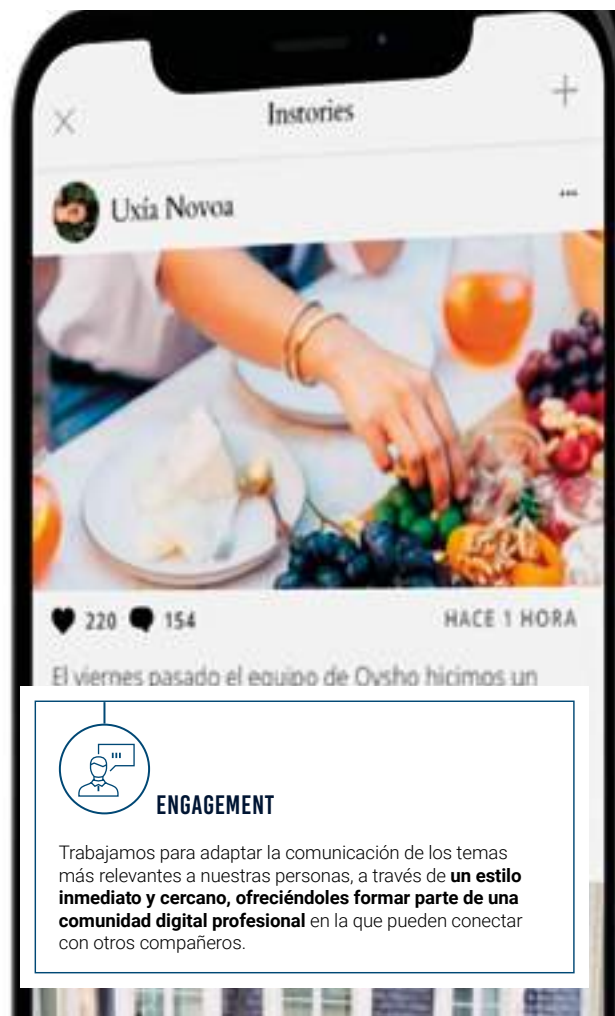 Instories
Uxía Novoa
220 154 HACE 1 HORA
El viernes pasado el equipo de Oysho hicimos un
ENGAGEMENT
Trabajamos para adaptar la comunicación de los temas
más relevantes a nuestras personas, a través de un estilo
inmediato y cercano, ofreciéndoles formar parte de una
comunidad digital profesional en la que pueden conectar
con otros compañeros.